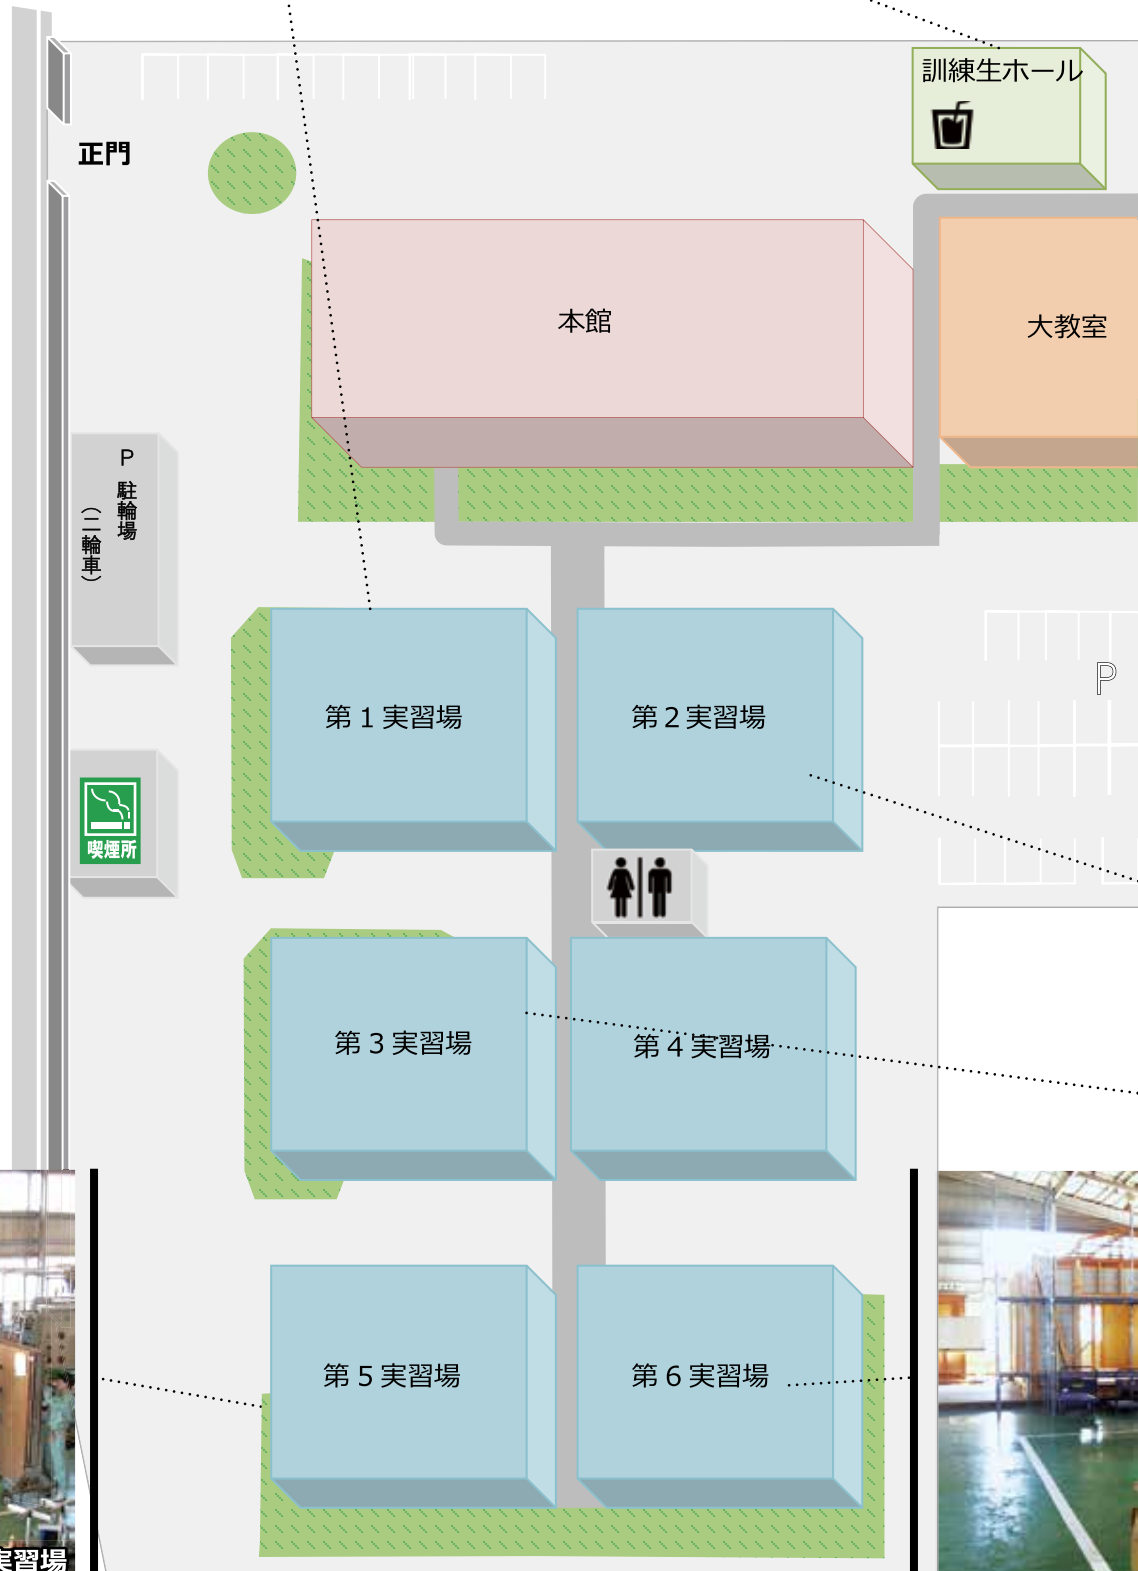 訓練生ホール
正門
本館
大教室
P 駐輪場
（二輪車）
第１実習場
第２実習場
P
喫煙所
第３実習場
第４実習場
第５実習場
第６実習場
実習場